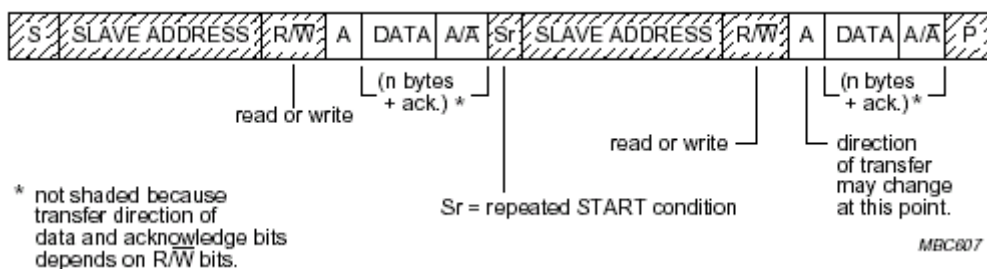 S SLAVE ADDRESS R/W̅ A DATA A/A̅ Sr SLAVE ADDRESS R/W̅ A DATA A/A̅ P
(n bytes
+ ack.) *
(n bytes
+ ack.) *
read or write
read or write
direction
of transfer
may change
at this point.
* not shaded because
transfer direction of
data and acknowledge bits
depends on R/W̅ bits.
Sr = repeated START condition
MBC607